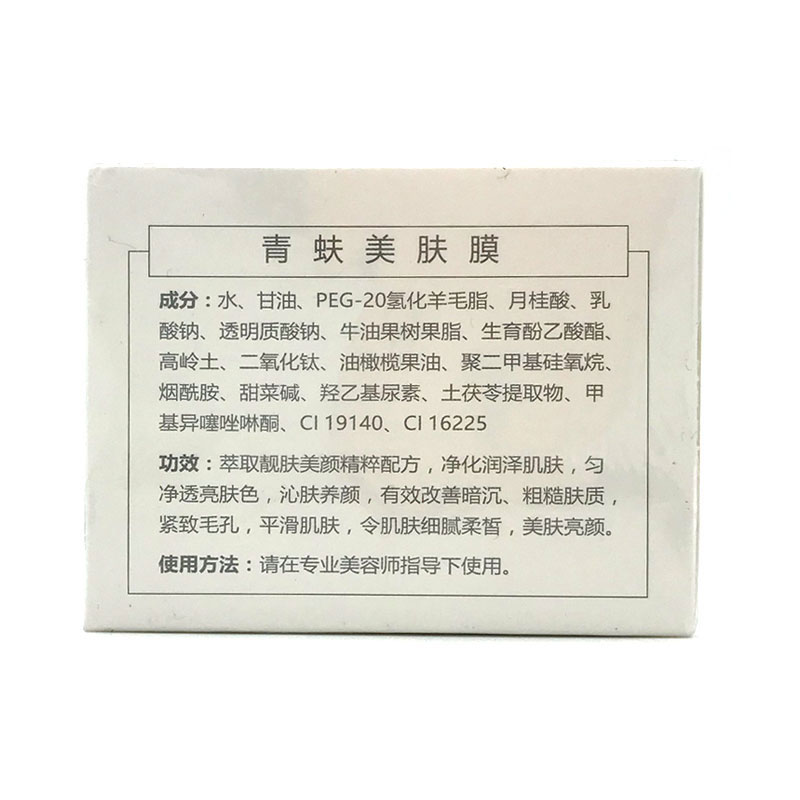 青蚨美肤膜
成分：水、甘油、PEG-20氢化羊毛脂、月桂酸、乳
酸钠、透明质酸钠、牛油果树果脂、生育酚乙酸酯、
高岭土、二氧化钛、油橄榄果油、聚二甲基硅氧烷、
烟酰胺、甜菜碱、羟乙基尿素、土茯苓提取物、甲
基异噻唑啉酮、CI 19140、CI 16225
功效：萃取靓肤美颜精粹配方，净化润泽肌肤，匀
净透亮肤色，沁肤养颜，有效改善暗沉、粗糙肤质，
紧致毛孔，平滑肌肤，令肌肤细腻柔皙，美肤亮颜。
使用方法：请在专业美容师指导下使用。